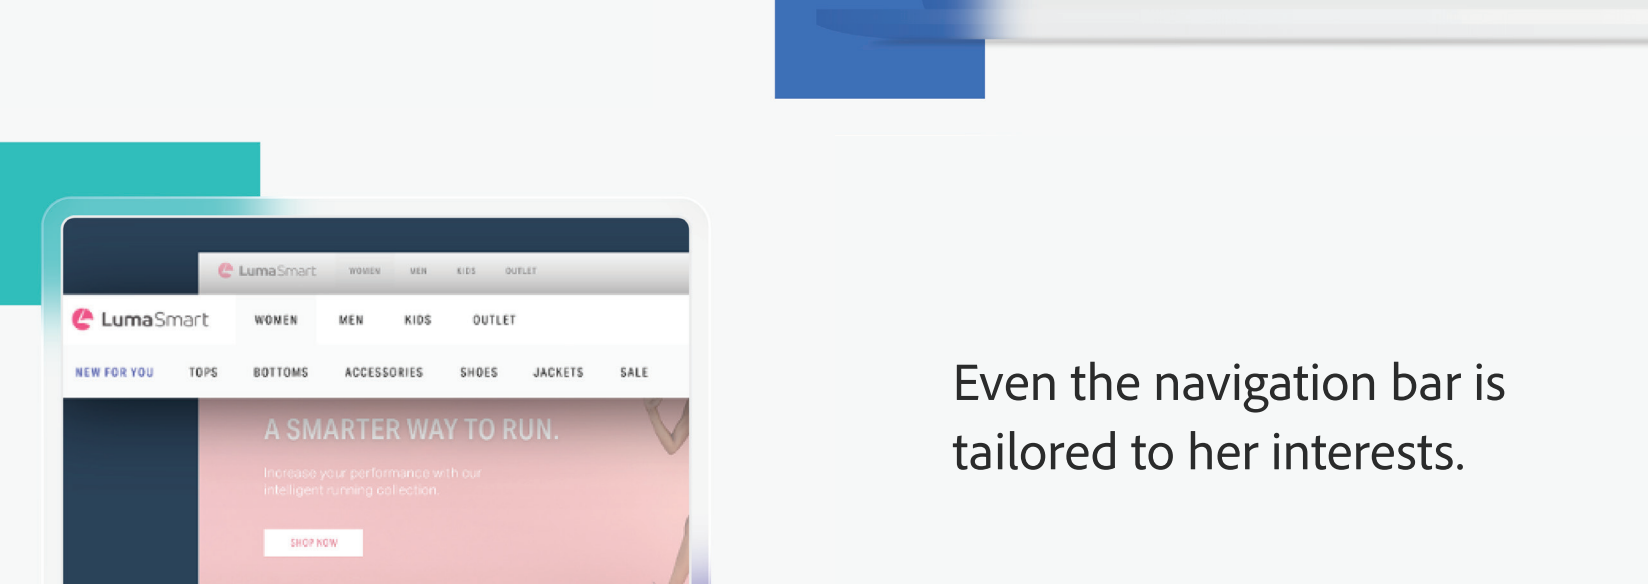 LumaSmart WOMEN MEN KIDS OUTLET
LumaSmart WOMEN MEN KIDS OUTLET
NEW FOR YOU TOPS BOTTOMS ACCESSORIES SHOES JACKETS SALE
A SMARTER WAY TO RUN.
Increase your performance with our
intelligent running collection.
SHOP NOW
Even the navigation bar is
tailored to her interests.